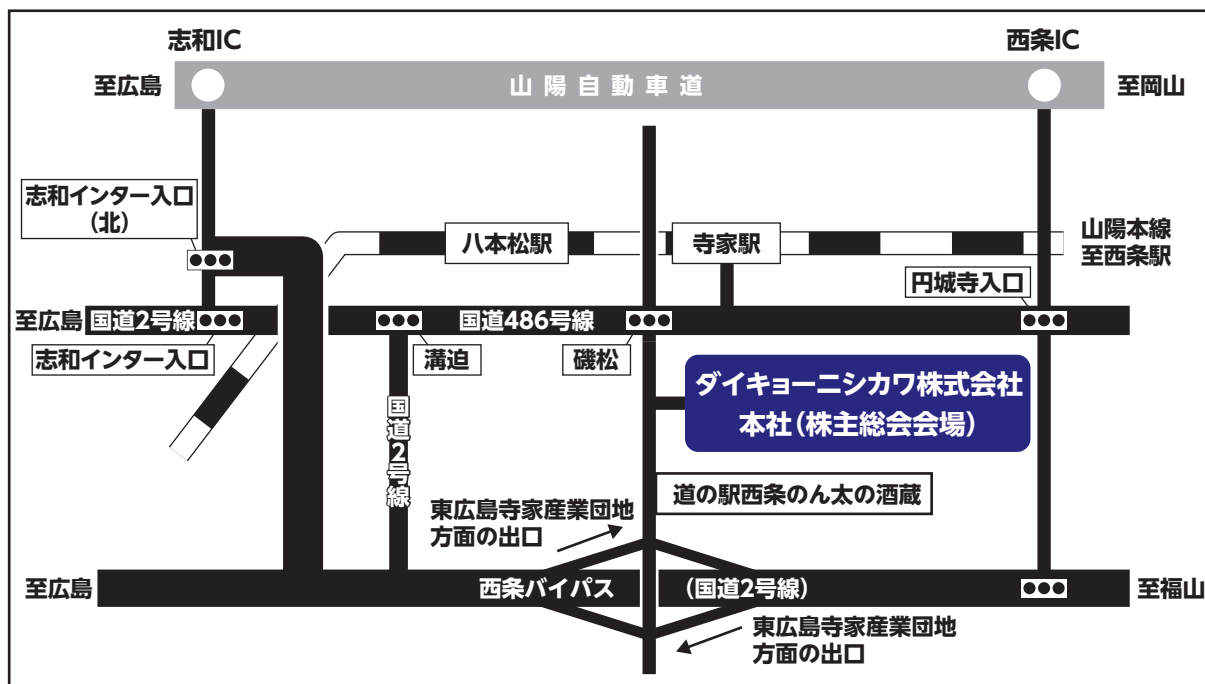 志和IC
西条IC
至広島
山陽自動車道
至岡山
志和インター入口
(北)
八本松駅
寺家駅
山陽本線
至西条駅
円城寺入口
至広島
国道2号線
国道486号線
志和インター入口
溝迫
磯松
ダイキョーニシカワ株式会社
本社(株主総会会場)
国道2号線
道の駅西条のん太の酒蔵
東広島寺家産業団地
方面の出口
至広島
西条バイパス
(国道2号線)
至福山
東広島寺家産業団地
方面の出口